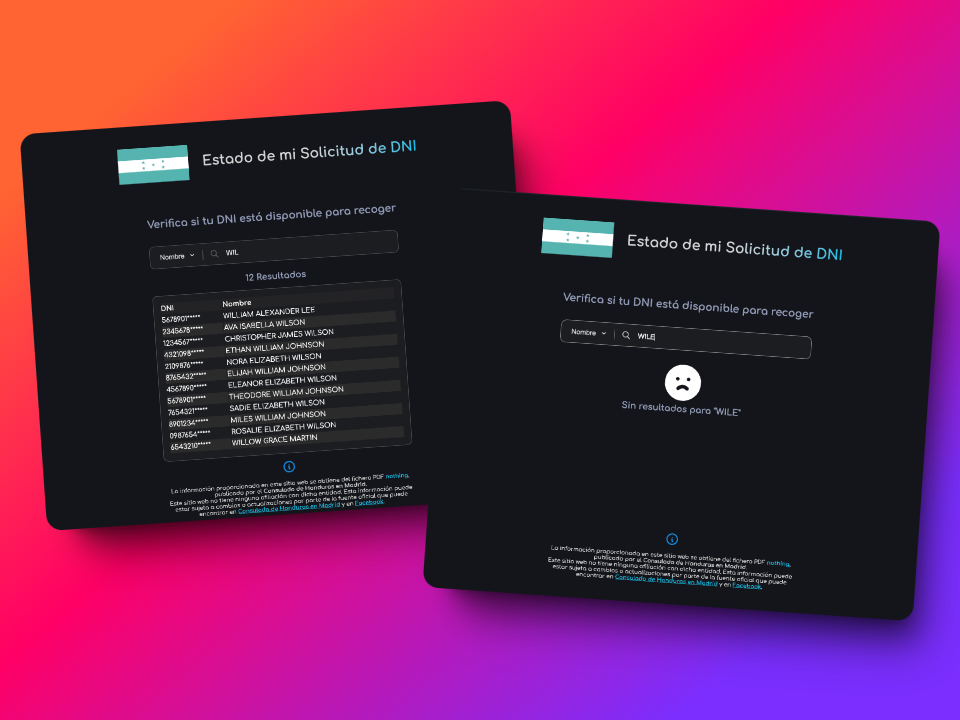 Estado de mi Solicitud de DNI
Verifica si tu DNI está disponible para recoger
Nombre WIL
12 Resultados
DNI Nombre
5678901***** WILLIAM ALEXANDER LEE
2345678***** AVA ISABELLA WILSON
1234567***** CHRISTOPHER JAMES WILSON
4321098***** ETHAN WILLIAM JOHNSON
2109876***** NORA ELIZABETH WILSON
8765432***** ELIJAH WILLIAM JOHNSON
4567890***** ELEANOR ELIZABETH WILSON
5678901***** THEODORE WILLIAM JOHNSON
7654321***** SADIE ELIZABETH WILSON
8901234***** MILES WILLIAM JOHNSON
0987654***** ROSALIE ELIZABETH WILSON
6543210***** WILLOW GRACE MARTIN
La información proporcionada en este sitio web se obtiene del fichero PDF nothing,
publicado por el Consulado de Honduras en Madrid.
Este sitio web no tiene ninguna afiliación con dicha entidad. Esta información puede
estar sujeta a cambios o actualizaciones por parte de la fuente oficial que puede
encontrar en Consulado de Honduras en Madrid y en Facebook.
Estado de mi Solicitud de DNI
Verifica si tu DNI está disponible para recoger
Nombre WILE
Sin resultados para "WILE"
La información proporcionada en este sitio web se obtiene del fichero PDF nothing,
publicado por el Consulado de Honduras en Madrid.
Este sitio web no tiene ninguna afiliación con dicha entidad. Esta información puede
estar sujeta a cambios o actualizaciones por parte de la fuente oficial que puede
encontrar en Consulado de Honduras en Madrid y en Facebook.